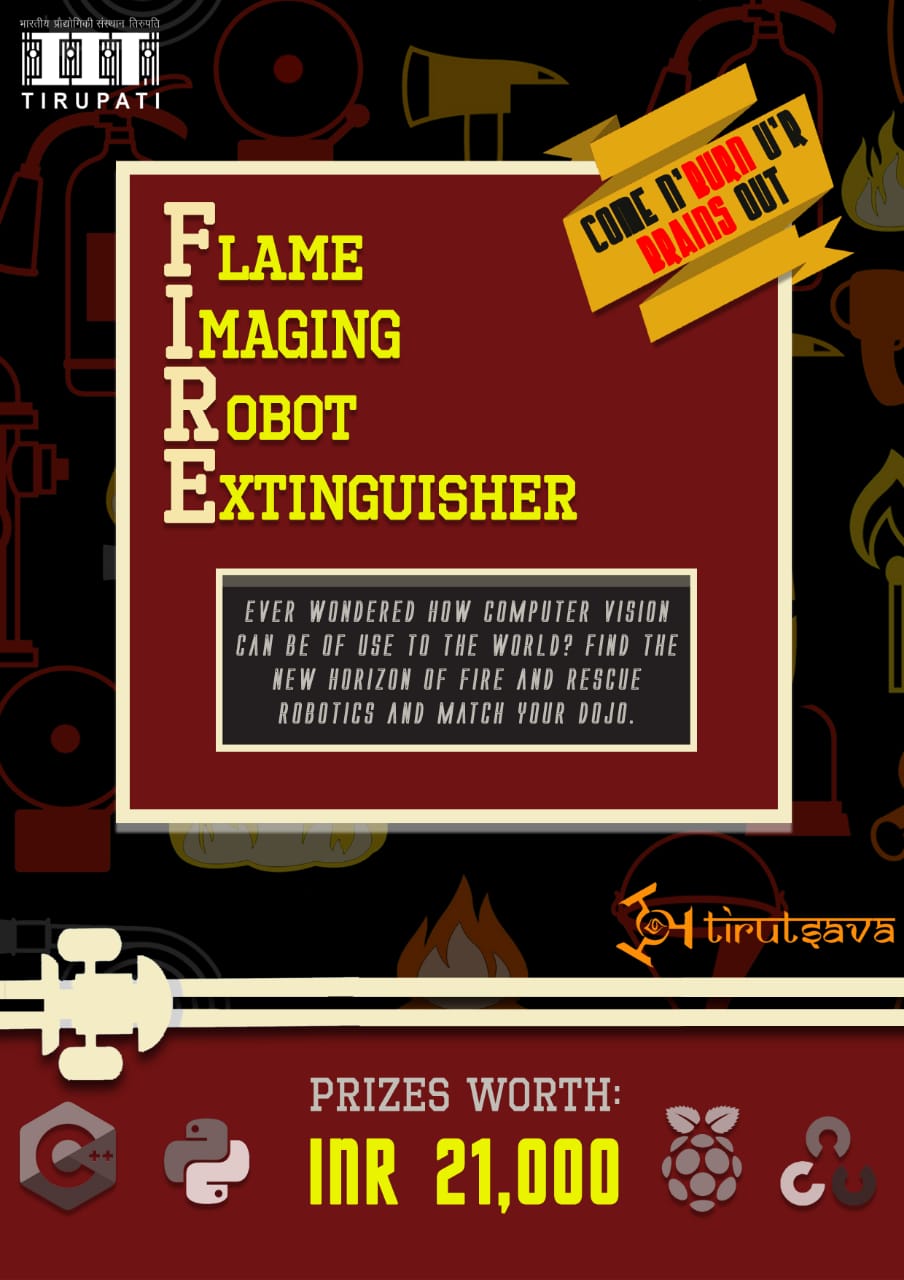 भारतीय प्रौद्योगिकी संस्थान तिरुपति
IIT
TIRUPATI
COME N'BURN U'R
BRAINS OUT
FLAME
IMAGING
ROBOT
EXTINGUISHER
EVER WONDERED HOW COMPUTER VISION
CAN BE OF USE TO THE WORLD? FIND THE
NEW HORIZON OF FIRE AND RESCUE
ROBOTICS AND MATCH YOUR DOJO.
tirutsava
PRIZES WORTH:
INR 21,000
C++